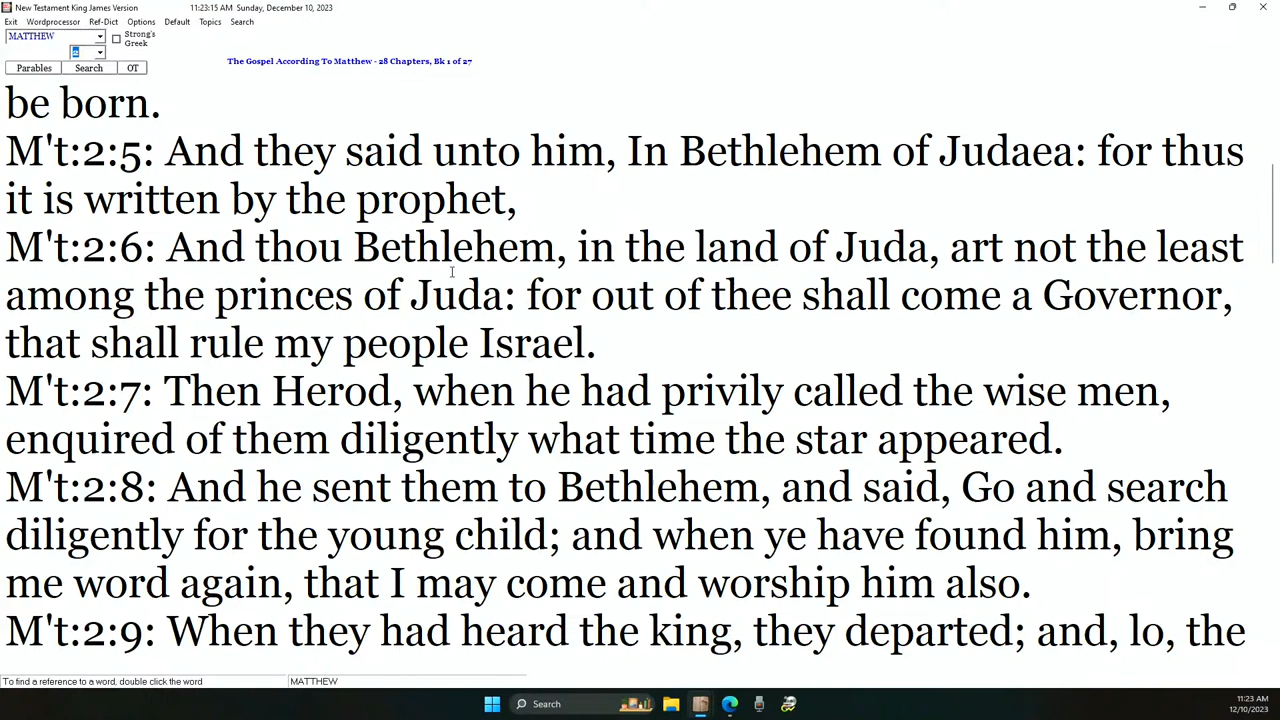 New Testament King James Version 11:23:15 AM Sunday, December 10, 2023
Exit Wordprocessor Ref-Dict Options Default Topics Search
MATTHEW Strong's Greek
2
Parables Search OT
The Gospel According To Matthew - 28 Chapters, Bk 1 of 27
be born.
M't:2:5: And they said unto him, In Bethlehem of Judaea: for thus
it is written by the prophet,
M't:2:6: And thou Bethlehem, in the land of Juda, art not the least
among the princes of Juda: for out of thee shall come a Governor,
that shall rule my people Israel.
M't:2:7: Then Herod, when he had privily called the wise men,
enquired of them diligently what time the star appeared.
M't:2:8: And he sent them to Bethlehem, and said, Go and search
diligently for the young child; and when ye have found him, bring
me word again, that I may come and worship him also.
M't:2:9: When they had heard the king, they departed; and, lo, the
To find a reference to a word, double click the word MATTHEW
Search
11:23 AM
12/10/2023